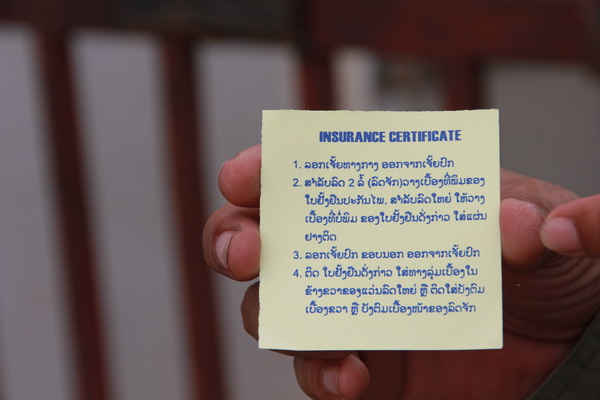 INSURANCE CERTIFICATE
1. ລອກເຈ້ຍທາງກາງ ອອກຈາກເຈ້ຍປົກ
2. ສຳລັບລົດ 2 ລໍ້ (ລົດຈັກ)ວາງເບື້ອງທີ່ພິມຂອງ
ໃບຢັ້ງຢືນປະກັນໄພ, ສຳລັບລົດໃຫຍ່ ໃຫ້ວາງ
ເບື້ອງທີ່ບໍ່ພິມ ຂອງໃບຢັ້ງຢືນດັ່ງກ່າວ ໃສ່ແຜ່ນ
ຢາງຕິດ
3. ລອກເຈ້ຍປົກ ຂອບນອກ ອອກຈາກເຈ້ຍປົກ
4. ຕິດ ໃບຢັ້ງຢືນດັ່ງກ່າວ ໃສ່ທາງລຸ່ມເບື້ອງໃນ
ຂ້າງຂວາຂອງແວ່ນລົດໃຫຍ່ ຫຼື ຕິດໃສ່ບັງຕົມ
ເບື້ອງຂວາ ຫຼື ບັງຕົມເບື້ອງໜ້າຂອງລົດຈັກ